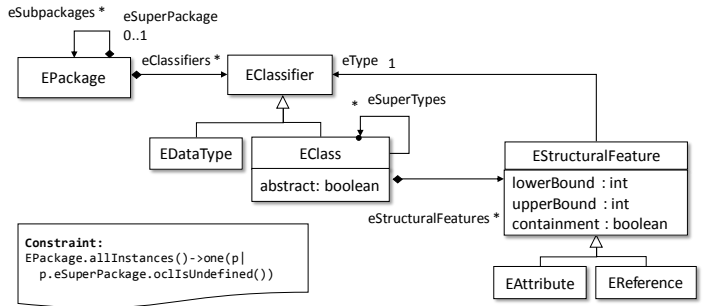 eSubpackages *
eSuperPackage
0..1
EPackage
eClassifiers *
EClassifier
eType 1
* eSuperTypes
EDataType
EClass
abstract: boolean
EStructuralFeature
lowerBound : int
upperBound : int
containment : boolean
eStructuralFeatures *
EAttribute
EReference
Constraint:
EPackage.allInstances()->one(p|
p.eSuperPackage.oclIsUndefined())